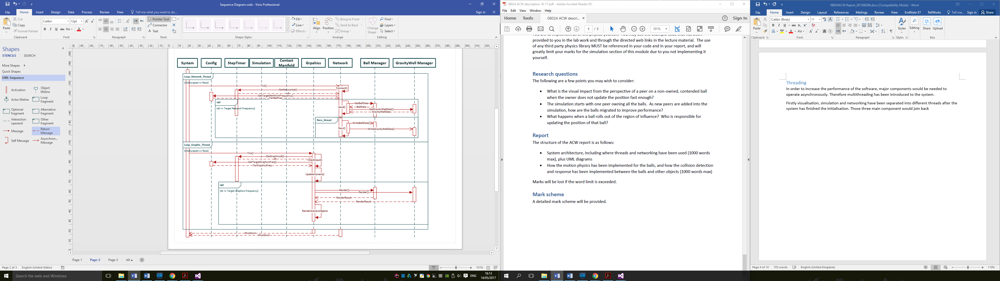 Sequence Diagram.vsdx - Visio Professional
File Home Insert Design Data Process Review View Tell me what you want to do... Sign in
Paste
Cut
Copy
Format Painter
Clipboard
Calibri 12pt
Font
Paragraph
Pointer Tool
Connector
Text
Tools
Shape Styles
Fill
Line
Effects
Align Position
Bring to Front
Send to Back
Group
Arrange
Change
Shape
Find
Layers
Select
Editing
Shapes
STENCILS SEARCH
More Shapes
Quick Shapes
UML Sequence
Activation
Object
lifeline
Actor lifeline
Loop
fragment
Optional
fragment
Alternative
fragment
Interaction
operand
Other
fragment
Message
Return
Message
Self Message
Asynchron...
Message
System Config StepTimer Simulation Contact Manifold Grpahics Network Ball Manager GravityWell Manager
Loop_Network_Thread
(mIsEscaped == flase)
Tick()
Connect()
GetNetworkdt()
dt
GetTargetNetWorkFrequency()
TarNetFreq
opt
(dt >= Target Network Frequency)
GetBallData
BallData
Send()
GetGravityWellData()
GravityWellData
Recv_thread
WriteBallData()
Recv()
WriteGravityWellData()
Loop_Graphic_Thread
(mIsEscaped == flase)
Tick()
GetGraphicsdt()
dt
CheckInput()
GetTargetGraphicsFreq()
TarGraphicsFreq
UpdateCamera()
opt
(dt >= Target Graphics Frequency)
Render()
Render()
RenderResult
RenderResult
RenderSceneryObjects
Shutdown
Shutdown
Page-1 Page-2 Page-3 All
Page 2 of 3 English (United States) 101%
Search the web and Windows
ENG
16:13
14/05/2017
08024 ACW description 16-17.pdf - Adobe Acrobat Reader DC
File Edit View Window Help
Home Tools 08024 ACW descri... Sign In
8 / 8 101%
provided to you in the lab work and through the directed web links in the lecture material. The use
of any third party physics library MUST be referenced in your code and in your report, and will
greatly limit your marks for the simulation section of this module due to you not implementing it
yourself.
Research questions
The following are a few points you may wish to consider:
• What is the visual impact from the perspective of a peer on a non-owned, contended ball
when the owner does not update the position fast enough?
• The simulation starts with one peer owning all the balls. As new peers are added into the
simulation, how are the balls migrated to improve performance?
• What happens when a ball rolls out of the region of influence? Who is responsible for
updating the position of that ball?
Report
The structure of the ACW report is as follows:
• System architecture, including where threads and networking have been used (1000 words
max), plus UML diagrams
• How the motion physics has been implemented for the balls, and how the collision detection
and response has been implemented between the balls and other objects (1000 words max)
Marks will be lost if the word limit is exceeded.
Mark scheme
A detailed mark scheme will be provided.
08024ACW Report_201308286.docx [Compatibility Mode] - Word
File Home Insert Design Layout References Mailings Review View EndNote X7 RefWorks Tell me... Sign in Share
Paste
Clipboard
Calibri (Body) 11
Font
Paragraph
Styles
Styles
Editing
Share Upload
Box
Threading
In order to increase the performance of the software, major components would be needed to
operate asynchronously. Therefore multithreading has been introduced to the system.
Firstly visualisation, simulation and networking have been separated into different threads after the
system has finished the initialisation. Those three main component would join back
Page 4 of 10 703 words English (United Kingdom) 110%